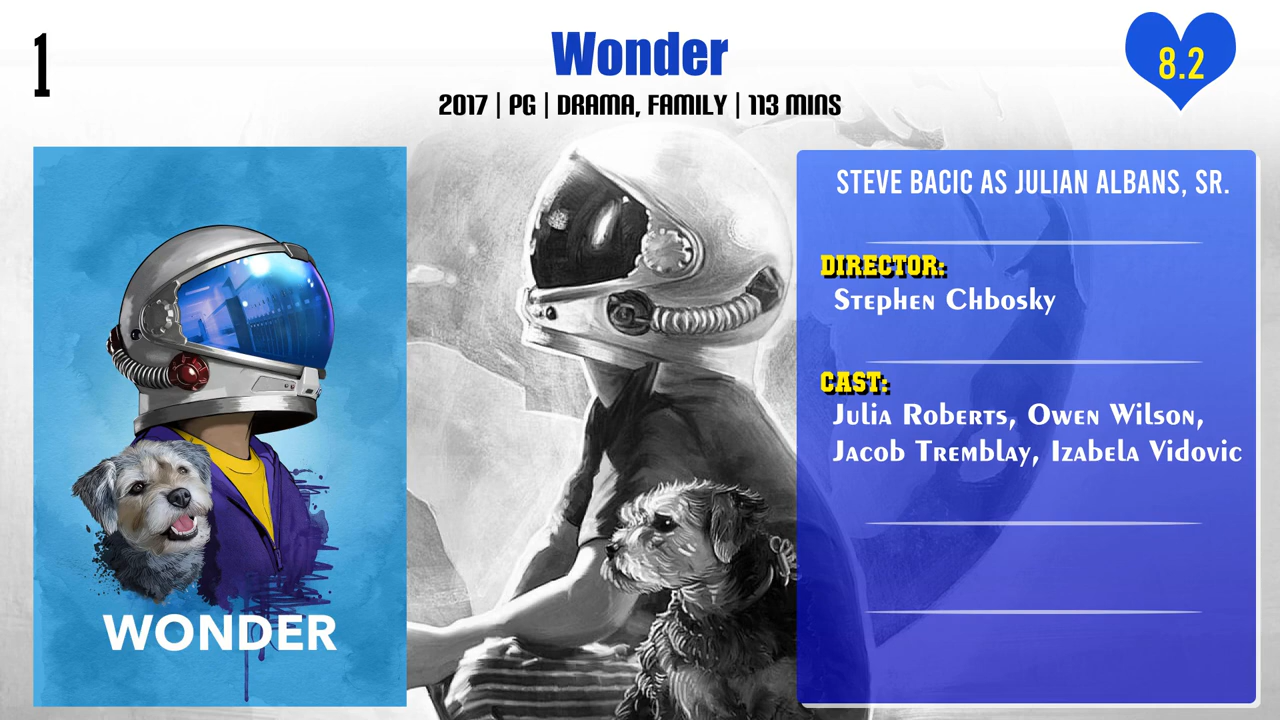 1
Wonder
8.2
2017 | PG | DRAMA, FAMILY | 113 MINS
WONDER
STEVE BACIC AS JULIAN ALBANS, SR.
DIRECTOR:
Stephen Chbosky
CAST:
Julia Roberts, Owen Wilson,
Jacob Tremblay, Izabela Vidovic